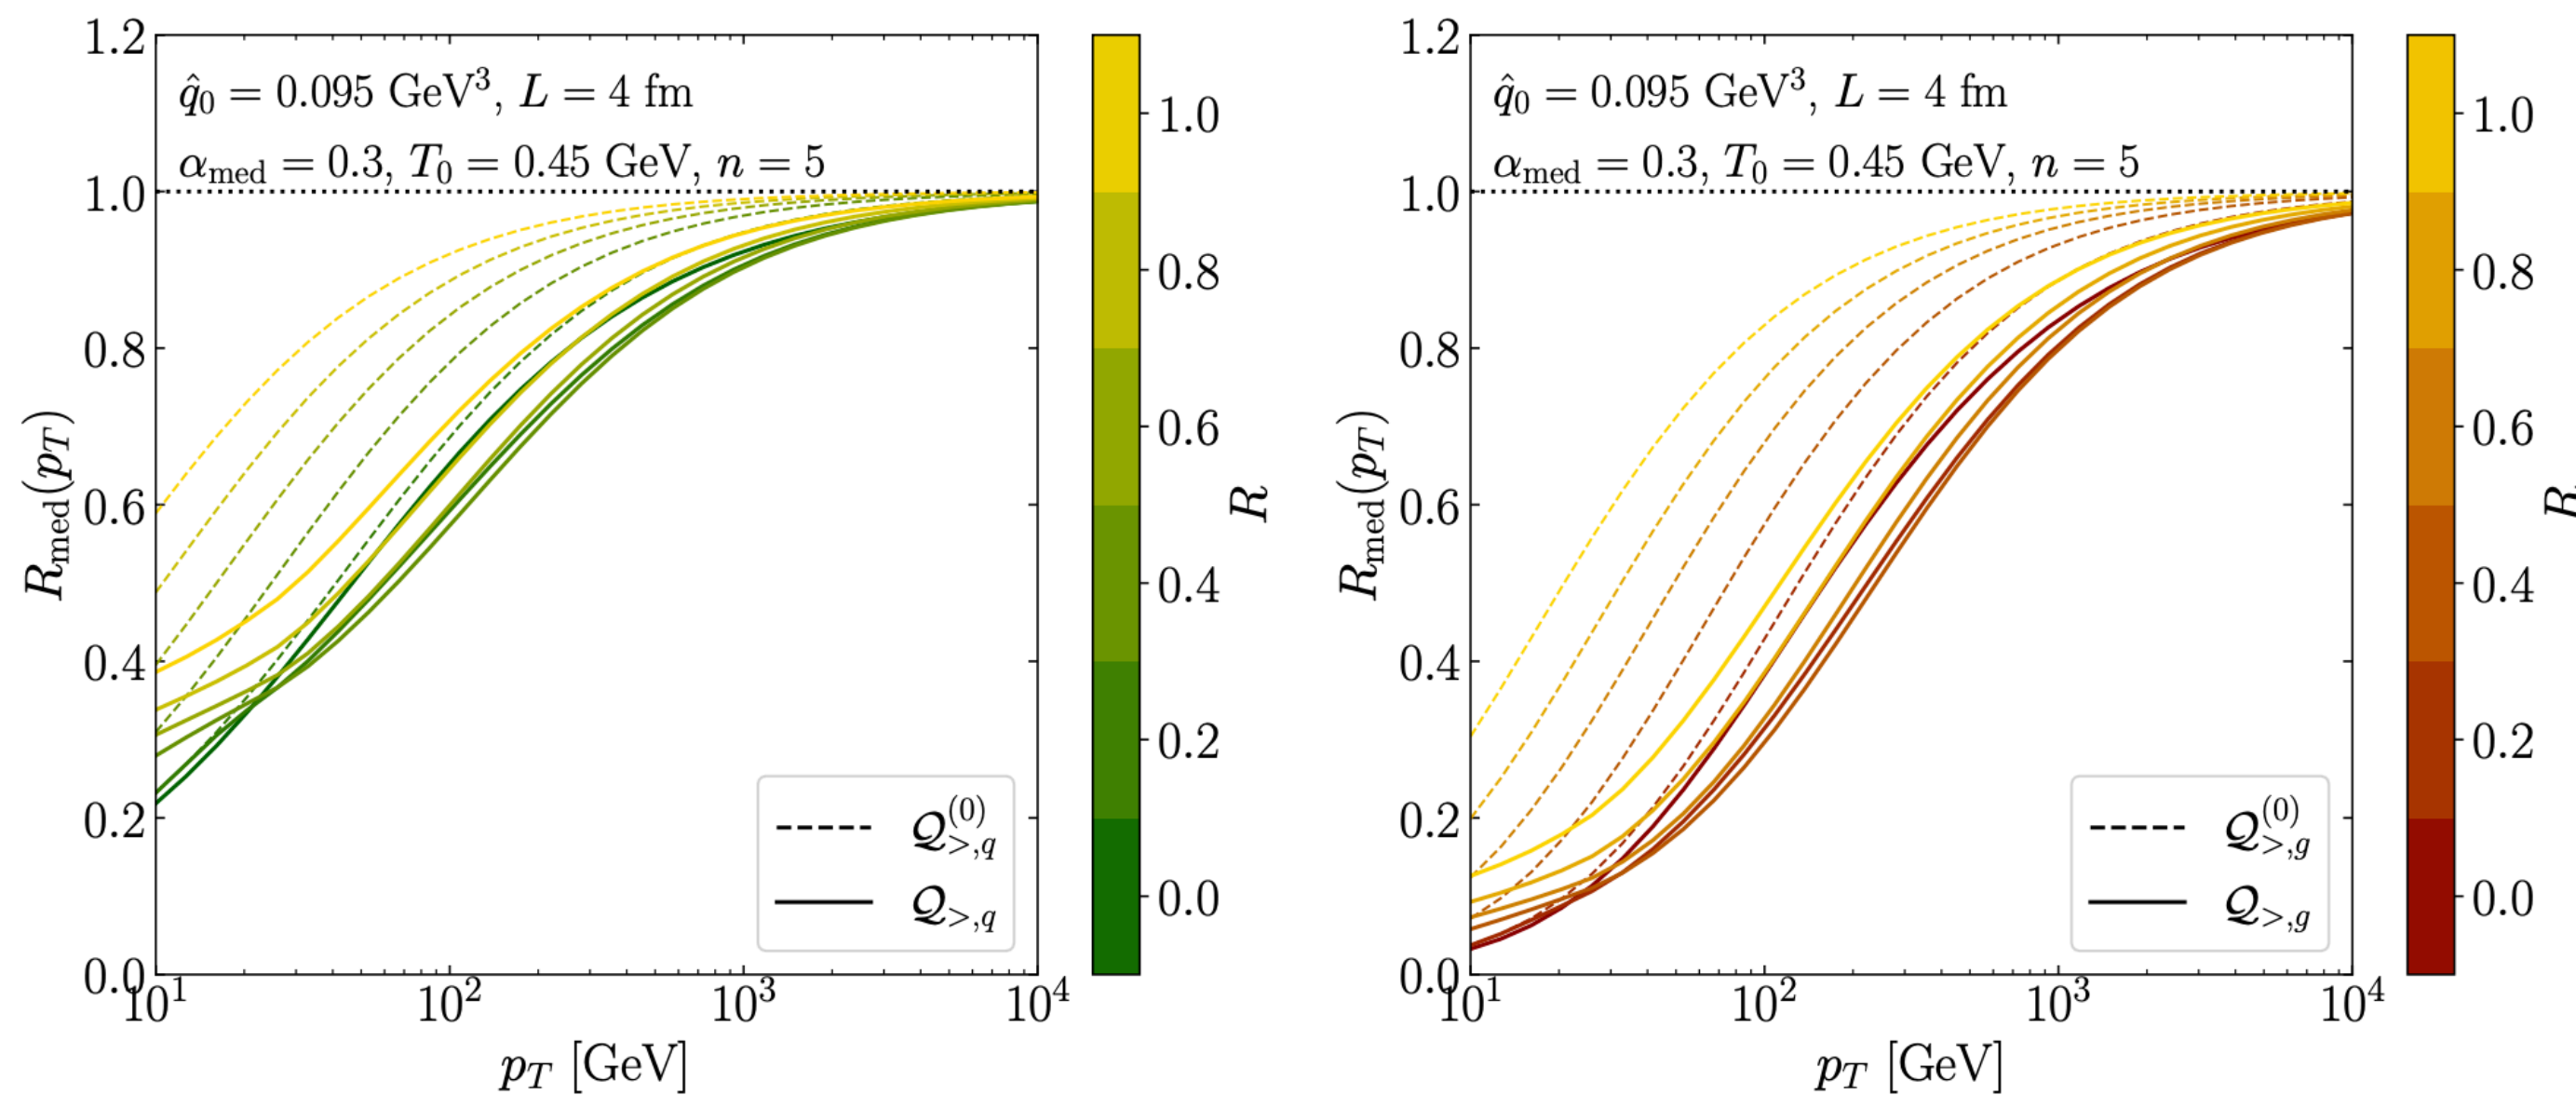 1.2
1.0
0.8
0.6
0.4
0.2
0.0
R_med(p_T)
q̂₀ = 0.095 GeV³, L = 4 fm
α_med = 0.3, T₀ = 0.45 GeV, n = 5
𝒬^(0)_>,q
𝒬_>,q
10¹
10²
10³
10⁴
p_T [GeV]
1.0
0.8
0.6
0.4
0.2
0.0
R
1.2
1.0
0.8
0.6
0.4
0.2
0.0
R_med(p_T)
q̂₀ = 0.095 GeV³, L = 4 fm
α_med = 0.3, T₀ = 0.45 GeV, n = 5
𝒬^(0)_>,g
𝒬_>,g
10¹
10²
10³
10⁴
p_T [GeV]
1.0
0.8
0.6
0.4
0.2
0.0
R